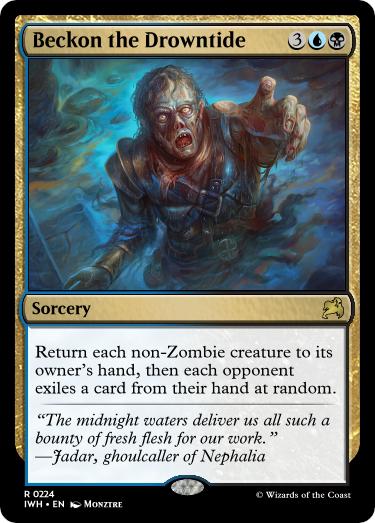 Beckon the Drowntide 3
Sorcery
Return each non-Zombie creature to its
owner's hand, then each opponent
exiles a card from their hand at random.
"The midnight waters deliver us all such a
bounty of fresh flesh for our work."
—Jadar, ghoulcaller of Nephalia
R 0224
IWH • EN Monztre
© Wizards of the Coast